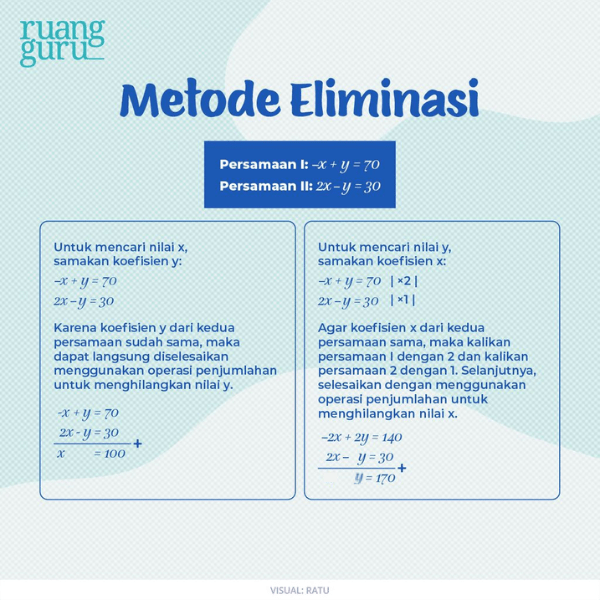 ruang
guru
Metode Eliminasi
Persamaan I: –x + y = 70
Persamaan II: 2x – y = 30
Untuk mencari nilai x,
samakan koefisien y:
–x + y = 70
2x – y = 30
Karena koefisien y dari kedua
persamaan sudah sama, maka
dapat langsung diselesaikan
menggunakan operasi penjumlahan
untuk menghilangkan nilai y.
-x + y = 70
2x - y = 30
+
x = 100
Untuk mencari nilai y,
samakan koefisien x:
–x + y = 70 | ×2 |
2x – y = 30 | ×1 |
Agar koefisien x dari kedua
persamaan sama, maka kalikan
persamaan I dengan 2 dan kalikan
persamaan 2 dengan 1. Selanjutnya,
selesaikan dengan menggunakan
operasi penjumlahan untuk
menghilangkan nilai x.
–2x + 2y = 140
2x – y = 30
+
y = 170
VISUAL: RATU